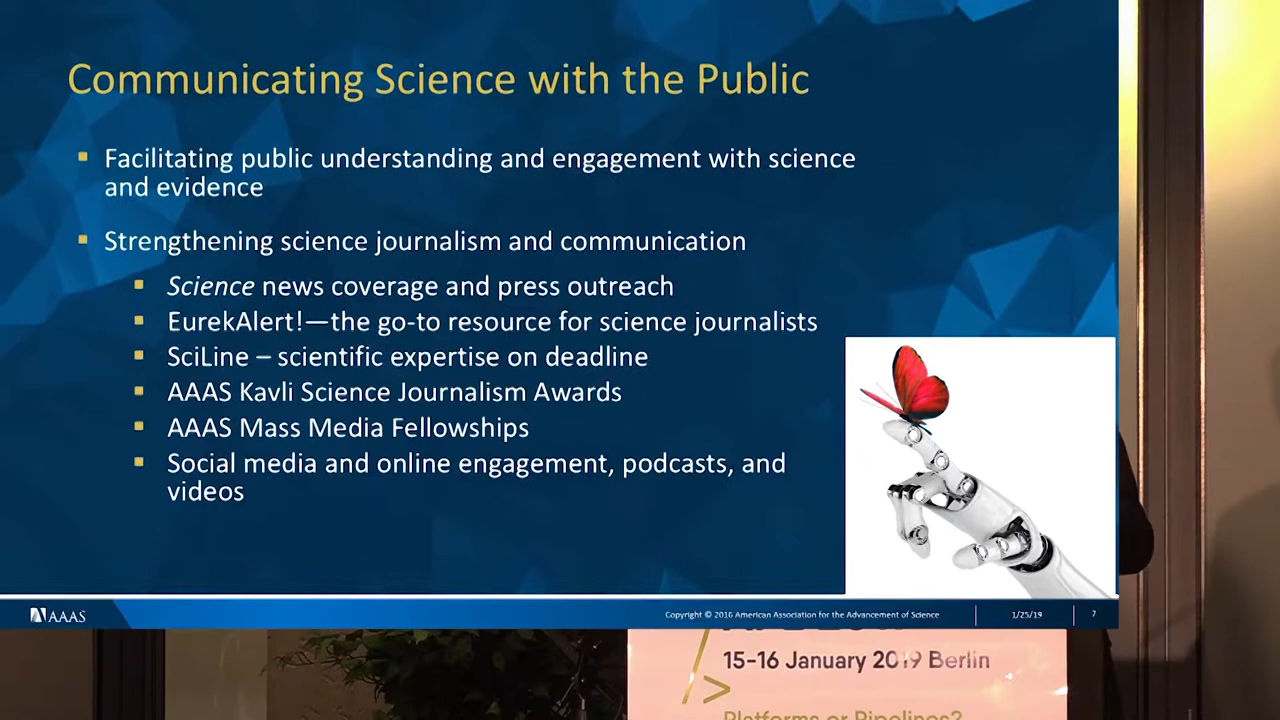 Communicating Science with the Public
▪ Facilitating public understanding and engagement with science
and evidence
▪ Strengthening science journalism and communication
▪ Science news coverage and press outreach
▪ EurekAlert!—the go-to resource for science journalists
▪ SciLine – scientific expertise on deadline
▪ AAAS Kavli Science Journalism Awards
▪ AAAS Mass Media Fellowships
▪ Social media and online engagement, podcasts, and
videos
AAAS
Copyright © 2016 American Association for the Advancement of Science
1/25/19
7
15-16 January 2019 Berlin
Platforms or Pipelines?